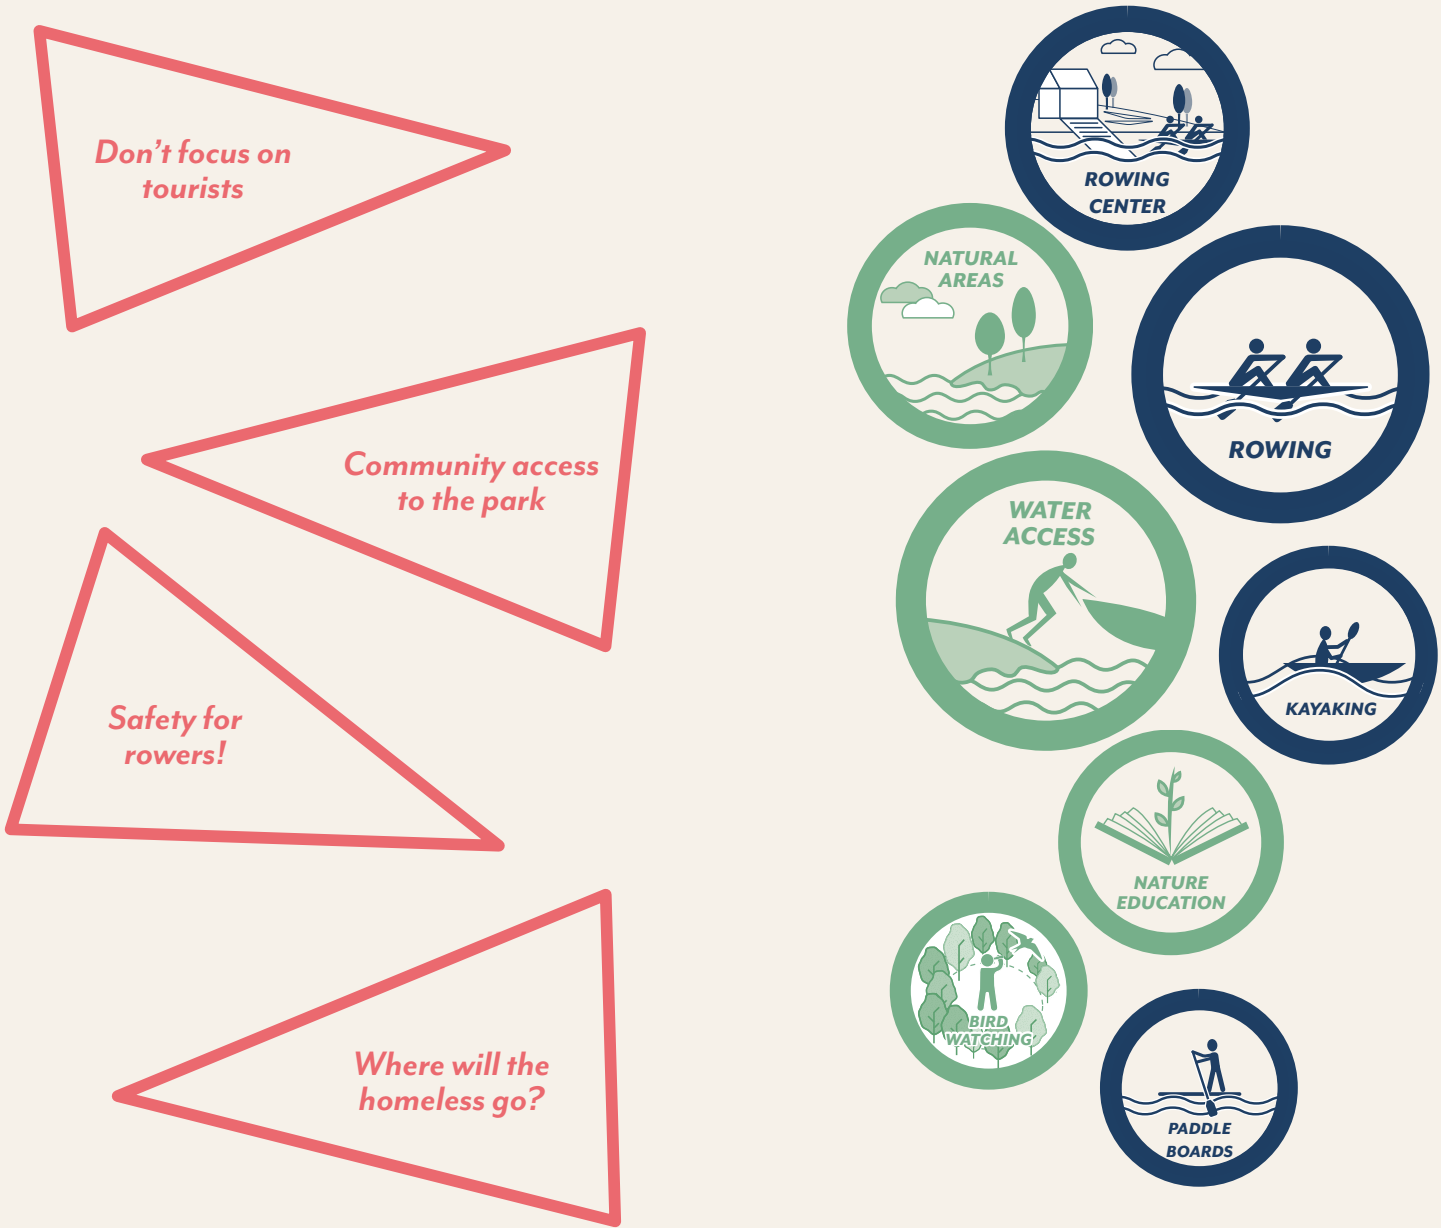 Don't focus on
tourists
Community access
to the park
Safety for
rowers!
Where will the
homeless go?
ROWING
CENTER
NATURAL
AREAS
ROWING
WATER
ACCESS
KAYAKING
NATURE
EDUCATION
BIRD
WATCHING
PADDLE
BOARDS